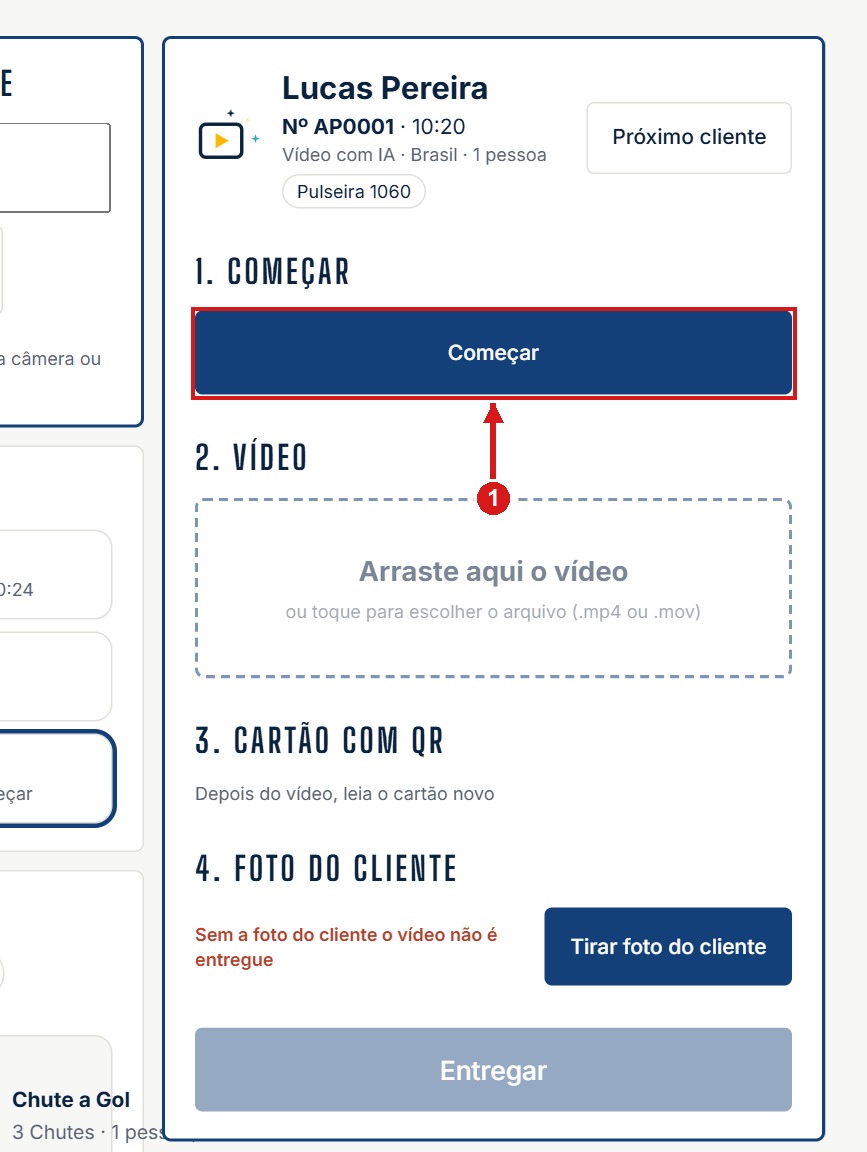 E
a câmera ou
0:24
eçar
Chute a Gol
3 Chutes · 1 pess
Lucas Pereira
Nº AP0001 · 10:20
Vídeo com IA · Brasil · 1 pessoa
Pulseira 1060
Próximo cliente
1. COMEÇAR
Começar
1
2. VÍDEO
Arraste aqui o vídeo
ou toque para escolher o arquivo (.mp4 ou .mov)
3. CARTÃO COM QR
Depois do vídeo, leia o cartão novo
4. FOTO DO CLIENTE
Sem a foto do cliente o vídeo não é
entregue
Tirar foto do cliente
Entregar